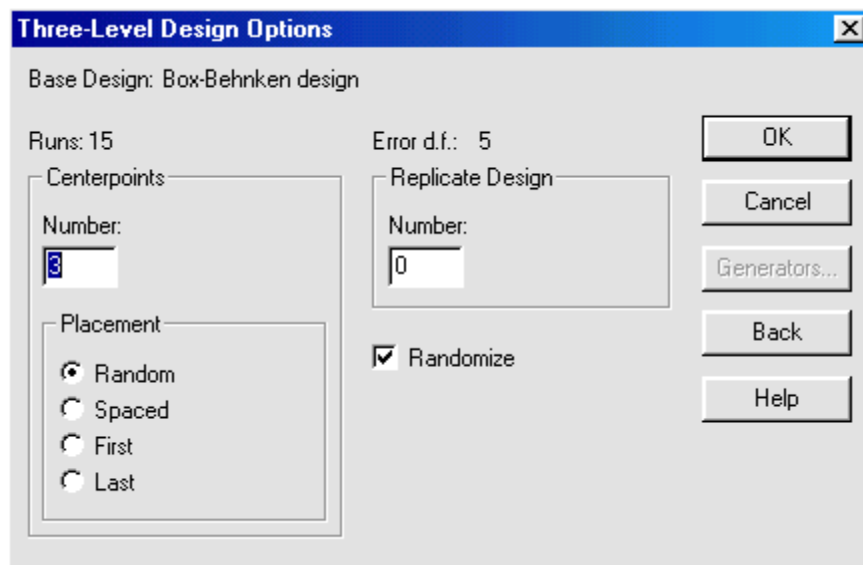 Three-Level Design Options
Base Design: Box-Behnken design
Runs: 15
Error d.f.: 5
Centerpoints
Number:
3
Placement
Random
Spaced
First
Last
Replicate Design
Number:
0
Randomize
OK
Cancel
Generators...
Back
Help